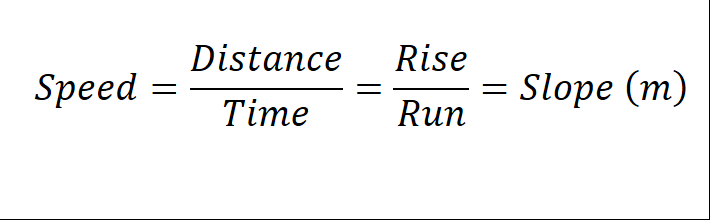 Speed = Distance / Time = Rise / Run = Slope (m)